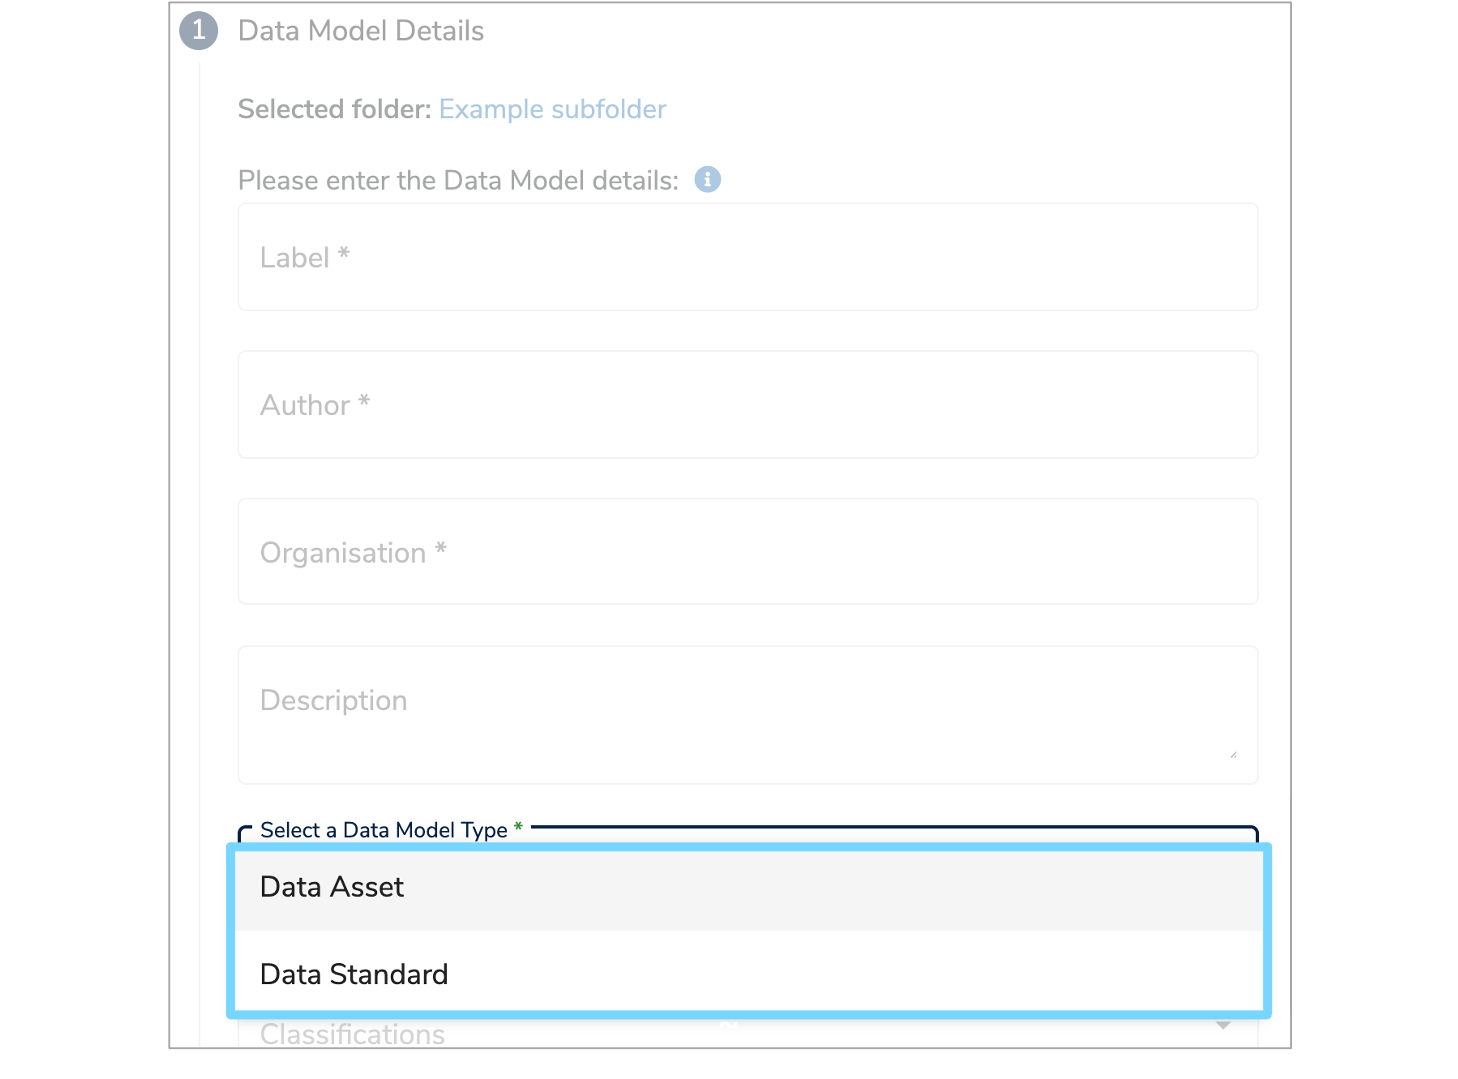 1 Data Model Details
Selected folder: Example subfolder
Please enter the Data Model details: i
Label *
Author *
Organisation *
Description
Select a Data Model Type *
Data Asset
Data Standard
Classifications